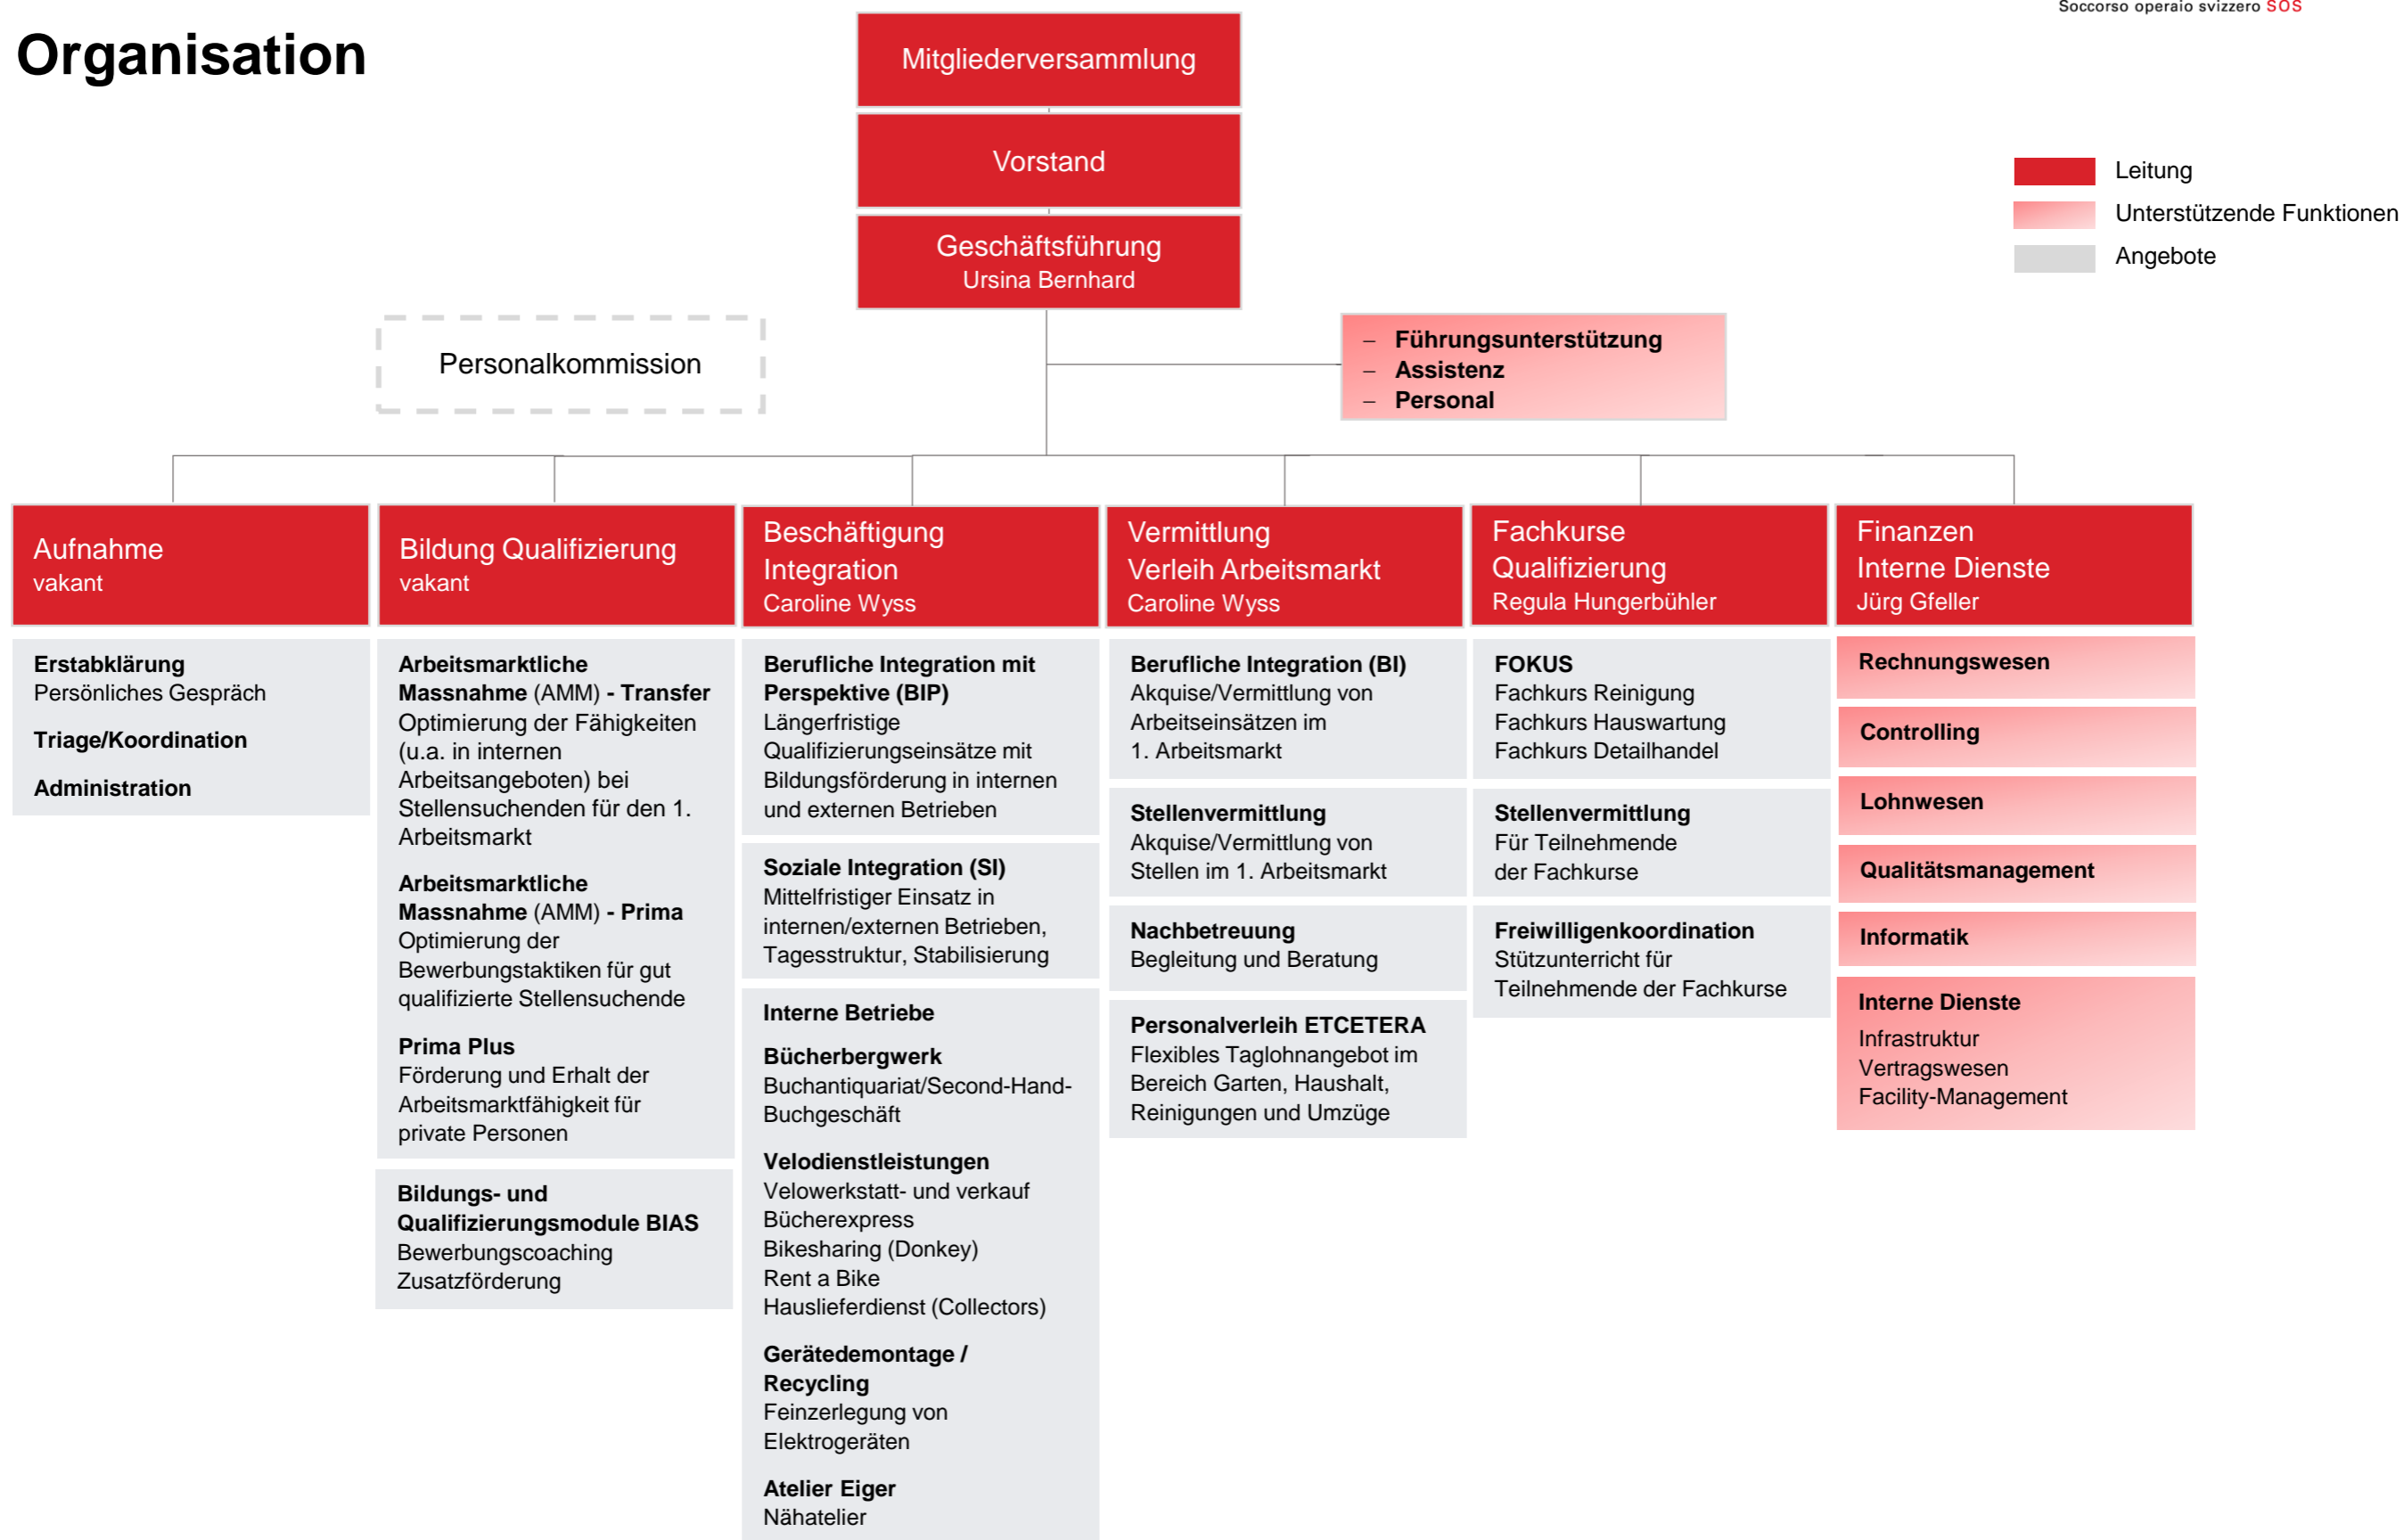 Soccorso operaio svizzero SOS
Organisation
Mitgliederversammlung
Vorstand
Geschäftsführung
Ursina Bernhard
Leitung
Unterstützende Funktionen
Angebote
Personalkommission
– Führungsunterstützung
– Assistenz
– Personal
Aufnahme
vakant
Erstabklärung
Persönliches Gespräch
Triage/Koordination
Administration
Bildung Qualifizierung
vakant
Arbeitsmarktliche
Massnahme (AMM) - Transfer
Optimierung der Fähigkeiten
(u.a. in internen
Arbeitsangeboten) bei
Stellensuchenden für den 1.
Arbeitsmarkt
Arbeitsmarktliche
Massnahme (AMM) - Prima
Optimierung der
Bewerbungstaktiken für gut
qualifizierte Stellensuchende
Prima Plus
Förderung und Erhalt der
Arbeitsmarktfähigkeit für
private Personen
Bildungs- und
Qualifizierungsmodule BIAS
Bewerbungscoaching
Zusatzförderung
Beschäftigung
Integration
Caroline Wyss
Berufliche Integration mit
Perspektive (BIP)
Längerfristige
Qualifizierungseinsätze mit
Bildungsförderung in internen
und externen Betrieben
Soziale Integration (SI)
Mittelfristiger Einsatz in
internen/externen Betrieben,
Tagesstruktur, Stabilisierung
Interne Betriebe
Bücherbergwerk
Buchantiquariat/Second-Hand-
Buchgeschäft
Velodienstleistungen
Velowerkstatt- und verkauf
Bücherexpress
Bikesharing (Donkey)
Rent a Bike
Hauslieferdienst (Collectors)
Gerätedemontage /
Recycling
Feinzerlegung von
Elektrogeräten
Atelier Eiger
Nähatelier
Vermittlung
Verleih Arbeitsmarkt
Caroline Wyss
Berufliche Integration (BI)
Akquise/Vermittlung von
Arbeitseinsätzen im
1. Arbeitsmarkt
Stellenvermittlung
Akquise/Vermittlung von
Stellen im 1. Arbeitsmarkt
Nachbetreuung
Begleitung und Beratung
Personalverleih ETCETERA
Flexibles Taglohnangebot im
Bereich Garten, Haushalt,
Reinigungen und Umzüge
Fachkurse
Qualifizierung
Regula Hungerbühler
FOKUS
Fachkurs Reinigung
Fachkurs Hauswartung
Fachkurs Detailhandel
Stellenvermittlung
Für Teilnehmende
der Fachkurse
Freiwilligenkoordination
Stützunterricht für
Teilnehmende der Fachkurse
Finanzen
Interne Dienste
Jürg Gfeller
Rechnungswesen
Controlling
Lohnwesen
Qualitätsmanagement
Informatik
Interne Dienste
Infrastruktur
Vertragswesen
Facility-Management